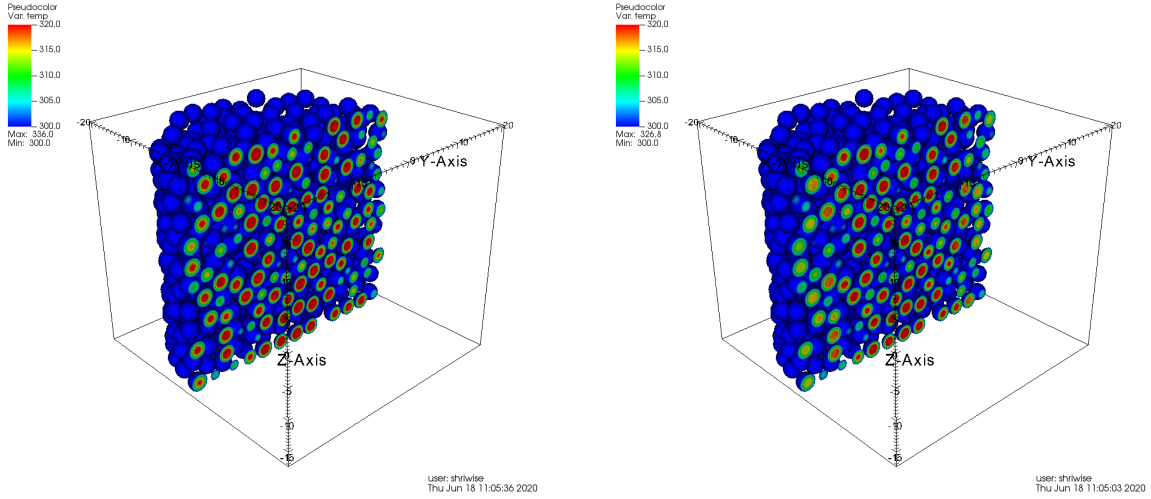 Pseudocolor
Var: temp
320.0
315.0
310.0
305.0
300.0
Max: 336.0
Min: 300.0
-20
-10
20
10
0
Y-Axis
Z-Axis
-5
-10
-15
user: shriwise
Thu Jun 18 11:05:36 2020
Pseudocolor
Var: temp
320.0
315.0
310.0
305.0
300.0
Max: 326.8
Min: 300.0
-20
-10
20
10
0
Y-Axis
Z-Axis
-5
-10
-15
user: shriwise
Thu Jun 18 11:05:03 2020